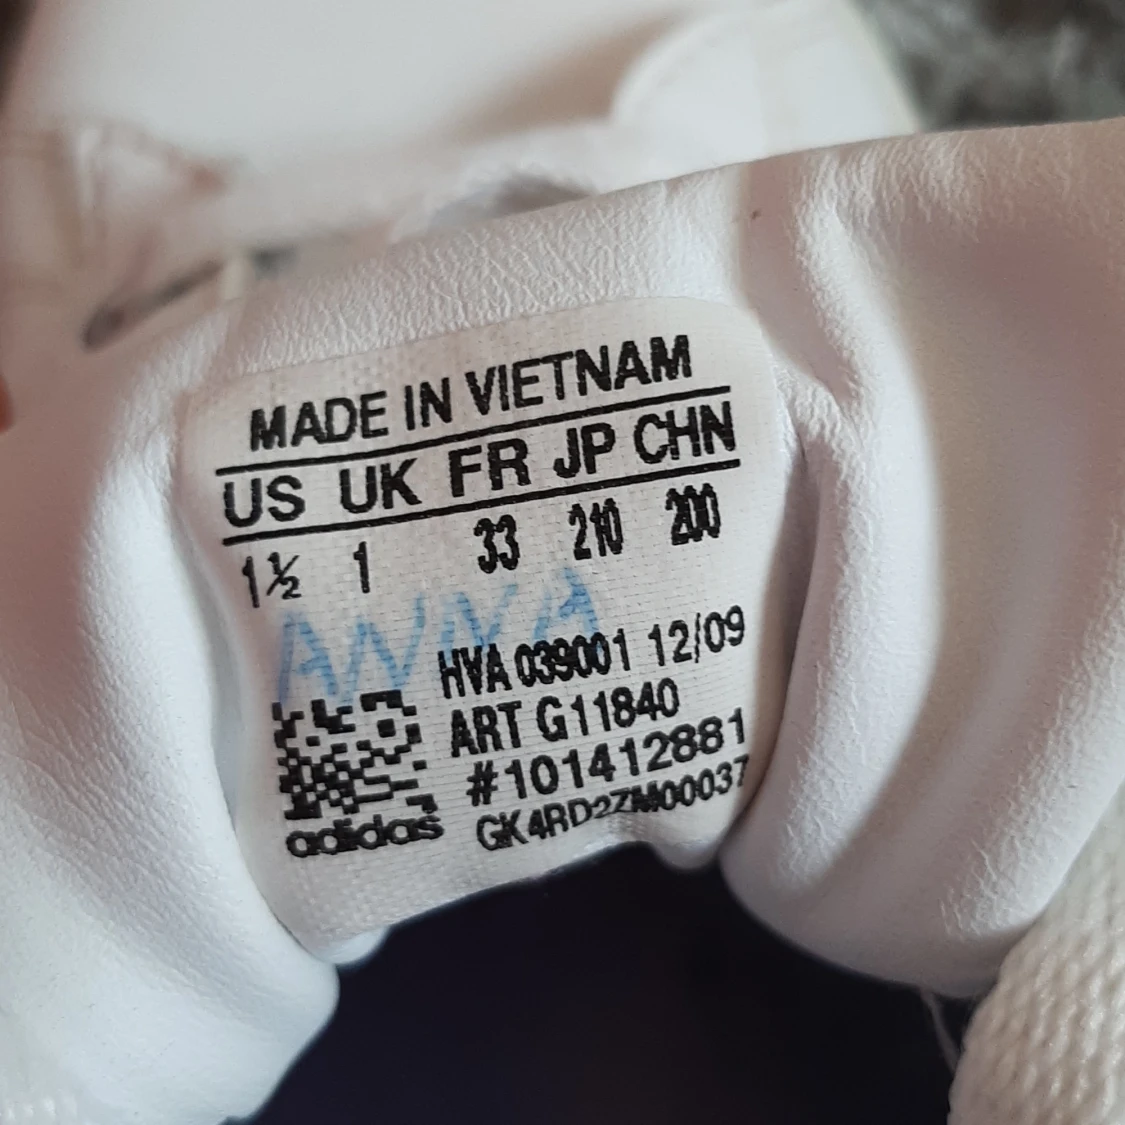 MADE IN VIETNAM
US UK FR JP CHN
1½ 1 33 210 200
ANYA
HVA 039001 12/09
ART G11840
#101412881
adidas GK4RD2ZM00037